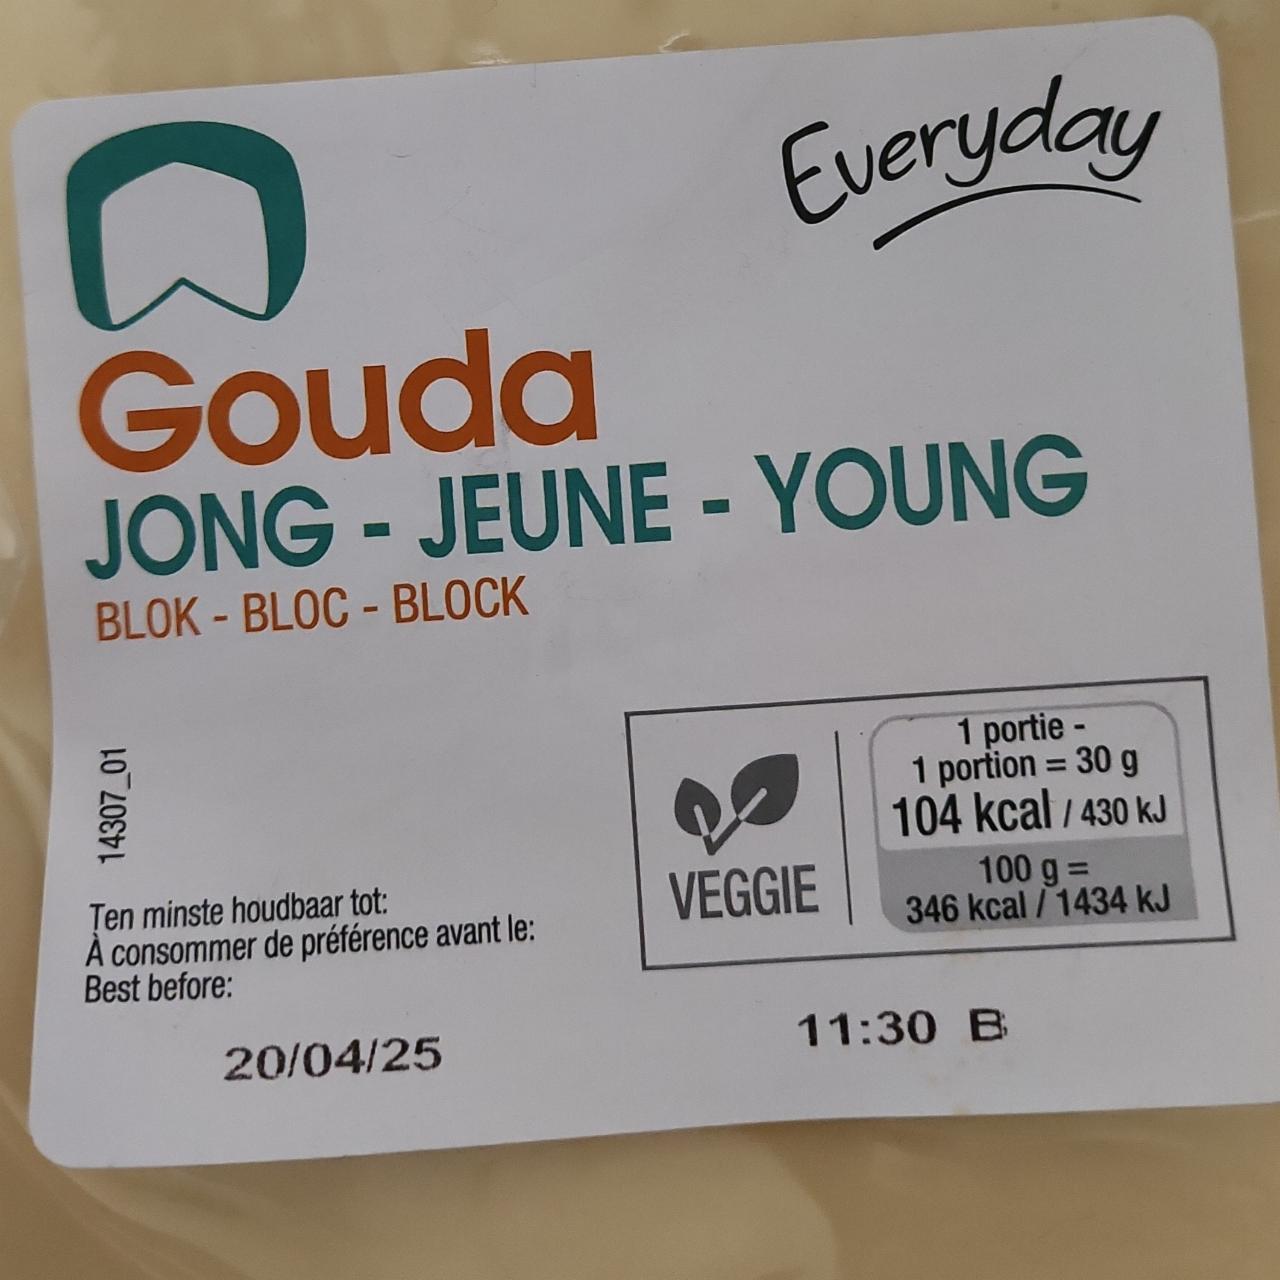 Everyday
Gouda
JONG - JEUNE - YOUNG
BLOK - BLOC - BLOCK
14307_01
1 portie -
1 portion = 30 g
104 kcal / 430 kJ
100 g =
346 kcal / 1434 kJ
VEGGIE
Ten minste houdbaar tot:
À consommer de préférence avant le:
Best before:
20/04/25
11:30 B